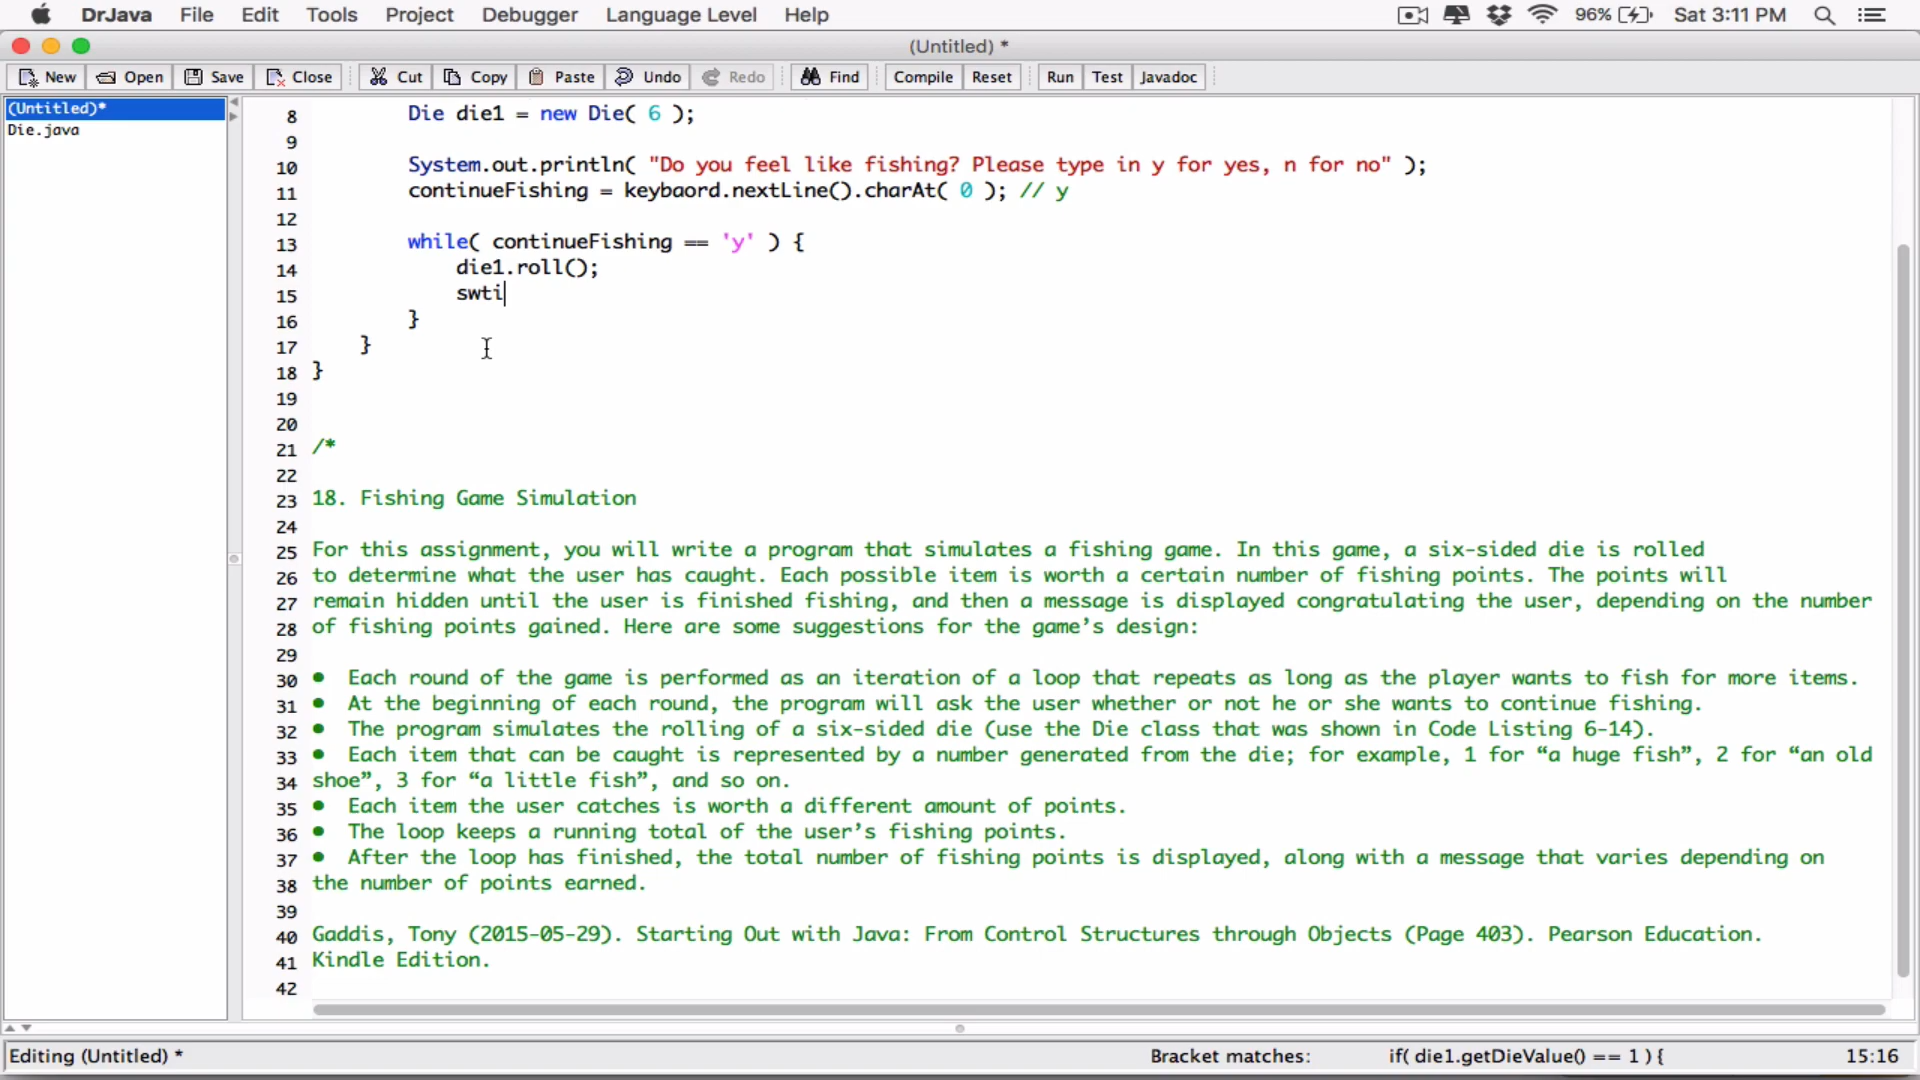 DrJava File Edit Tools Project Debugger Language Level Help 96% Sat 3:11 PM
(Untitled) *
New Open Save Close Cut Copy Paste Undo Redo Find Compile Reset Run Test Javadoc
(Untitled)*
Die.java
8 Die die1 = new Die( 6 );
9
10 System.out.println( "Do you feel like fishing? Please type in y for yes, n for no" );
11 continueFishing = keybaord.nextLine().charAt( 0 ); // y
12
13 while( continueFishing == 'y' ) {
14 die1.roll();
15 swti
16 }
17 }
18 }
19
20
21 /*
22
23 18. Fishing Game Simulation
24
25 For this assignment, you will write a program that simulates a fishing game. In this game, a six-sided die is rolled
26 to determine what the user has caught. Each possible item is worth a certain number of fishing points. The points will
27 remain hidden until the user is finished fishing, and then a message is displayed congratulating the user, depending on the number
28 of fishing points gained. Here are some suggestions for the game’s design:
29
30 • Each round of the game is performed as an iteration of a loop that repeats as long as the player wants to fish for more items.
31 • At the beginning of each round, the program will ask the user whether or not he or she wants to continue fishing.
32 • The program simulates the rolling of a six-sided die (use the Die class that was shown in Code Listing 6-14).
33 • Each item that can be caught is represented by a number generated from the die; for example, 1 for “a huge fish”, 2 for “an old
34 shoe”, 3 for “a little fish”, and so on.
35 • Each item the user catches is worth a different amount of points.
36 • The loop keeps a running total of the user’s fishing points.
37 • After the loop has finished, the total number of fishing points is displayed, along with a message that varies depending on
38 the number of points earned.
39
40 Gaddis, Tony (2015-05-29). Starting Out with Java: From Control Structures through Objects (Page 403). Pearson Education.
41 Kindle Edition.
42
Editing (Untitled) * Bracket matches: if( die1.getDieValue() == 1 ) { 15:16